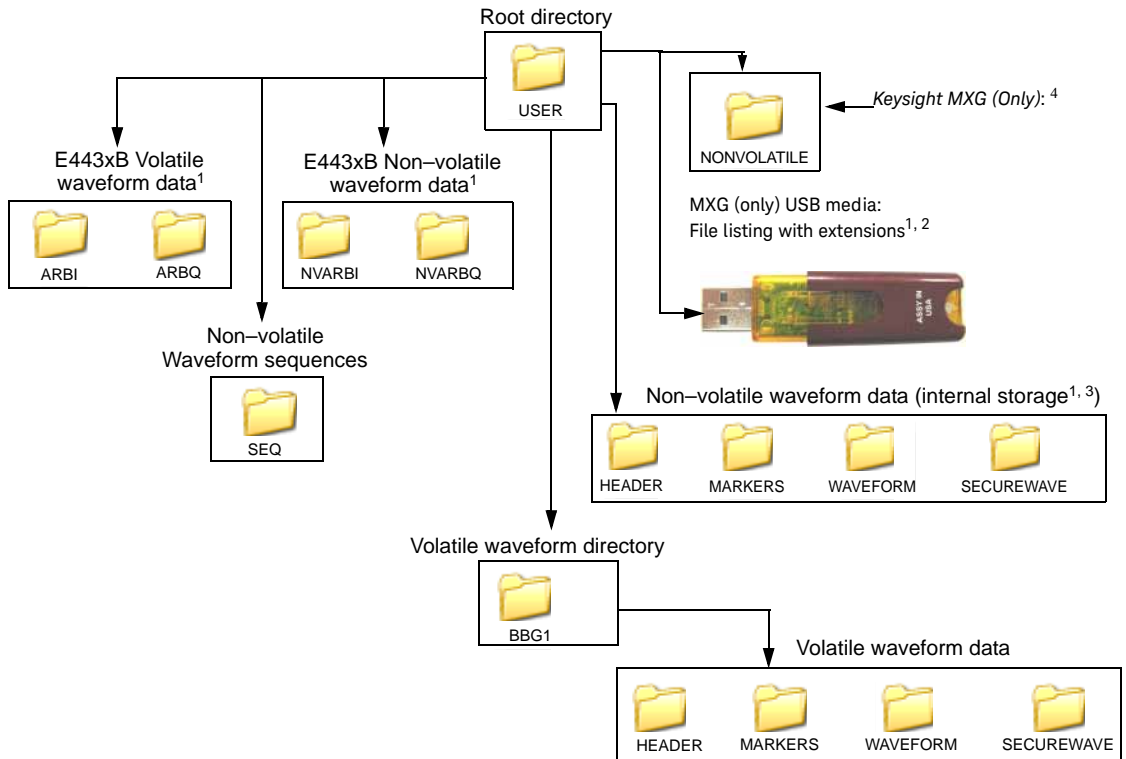 Root directory
USER
Keysight MXG (Only): 4
NONVOLATILE
E443xB Volatile
waveform data1
ARBI
ARBQ
E443xB Non–volatile
waveform data1
NVARBI
NVARBQ
MXG (only) USB media:
File listing with extensions1, 2
ASSY IN
USA
Non–volatile
Waveform sequences
SEQ
Non–volatile waveform data (internal storage1, 3)
HEADER
MARKERS
WAVEFORM
SECUREWAVE
Volatile waveform directory
BBG1
Volatile waveform data
HEADER
MARKERS
WAVEFORM
SECUREWAVE